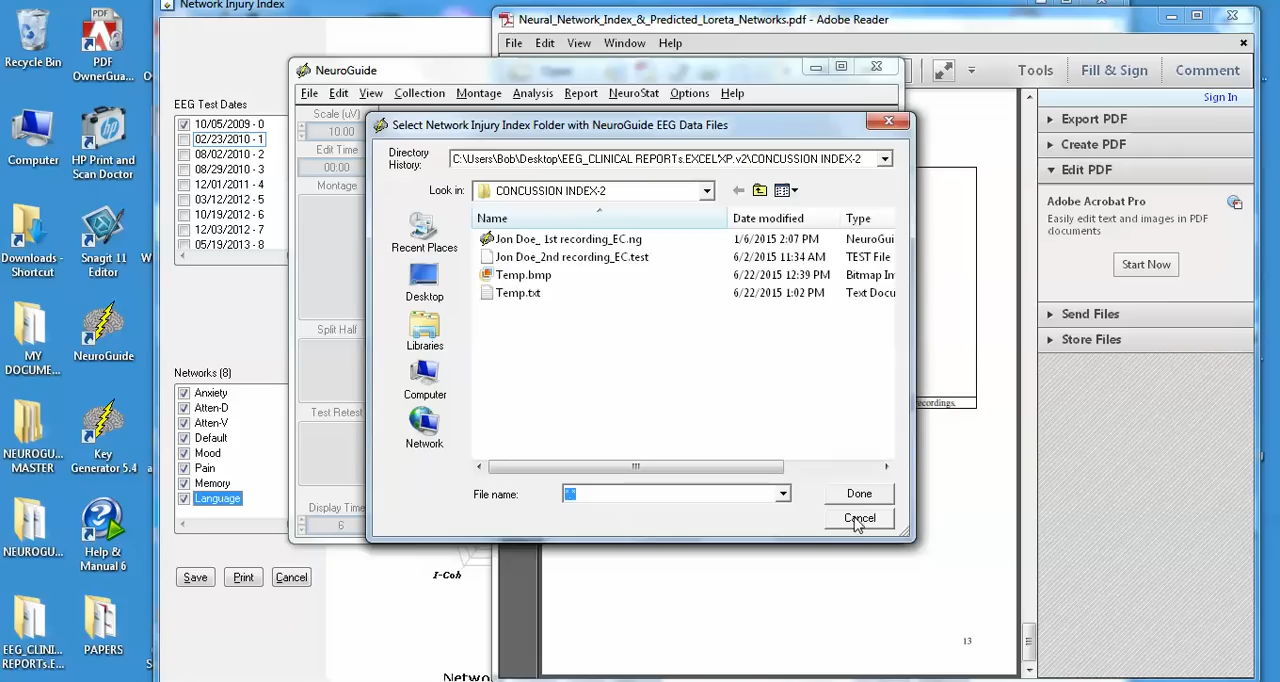 Network Injury Index
Neural_Network_Index_&_Predicted_Loreta_Networks.pdf - Adobe Reader
File Edit View Window Help
Tools Fill & Sign Comment
Sign In
Export PDF
Create PDF
Edit PDF
Adobe Acrobat Pro
Easily edit text and images in PDF
documents
Start Now
Send Files
Store Files
recordings.
13
Recycle Bin
PDF
OwnerGua...
Computer
HP Print and
Scan Doctor
Downloads -
Shortcut
Snagit 11
Editor
MY
DOCUME...
NeuroGuide
NEUROGU...
MASTER
Key
Generator 5.4
NEUROGU...
Help &
Manual 6
EEG_CLINI...
REPORTs.E...
PAPERS
EEG Test Dates
10/05/2009 - 0
02/23/2010 - 1
08/02/2010 - 2
08/29/2010 - 3
12/01/2011 - 4
03/12/2012 - 5
10/19/2012 - 6
12/03/2012 - 7
05/19/2013 - 8
Networks (8)
Anxiety
Atten-D
Atten-V
Default
Mood
Pain
Memory
Language
Save Print Cancel
I-Coh
Netwo
NeuroGuide
File Edit View Collection Montage Analysis Report NeuroStat Options Help
Scale (uV)
10.00
Edit Time
00:00
Montage
Split Half
Test Retest
Display Time
6
Select Network Injury Index Folder with NeuroGuide EEG Data Files
Directory
History:
C:\Users\Bob\Desktop\EEG_CLINICAL REPORTs.EXCEL\XP.v2\CONCUSSION INDEX-2
Look in: CONCUSSION INDEX-2
Recent Places
Desktop
Libraries
Computer
Network
Name Date modified Type
Jon Doe_ 1st recording_EC.ng 1/6/2015 2:07 PM NeuroGui
Jon Doe_2nd recording_EC.test 6/2/2015 11:34 AM TEST File
Temp.bmp 6/22/2015 12:39 PM Bitmap In
Temp.txt 6/22/2015 1:02 PM Text Docu
File name: *.*
Done
Cancel